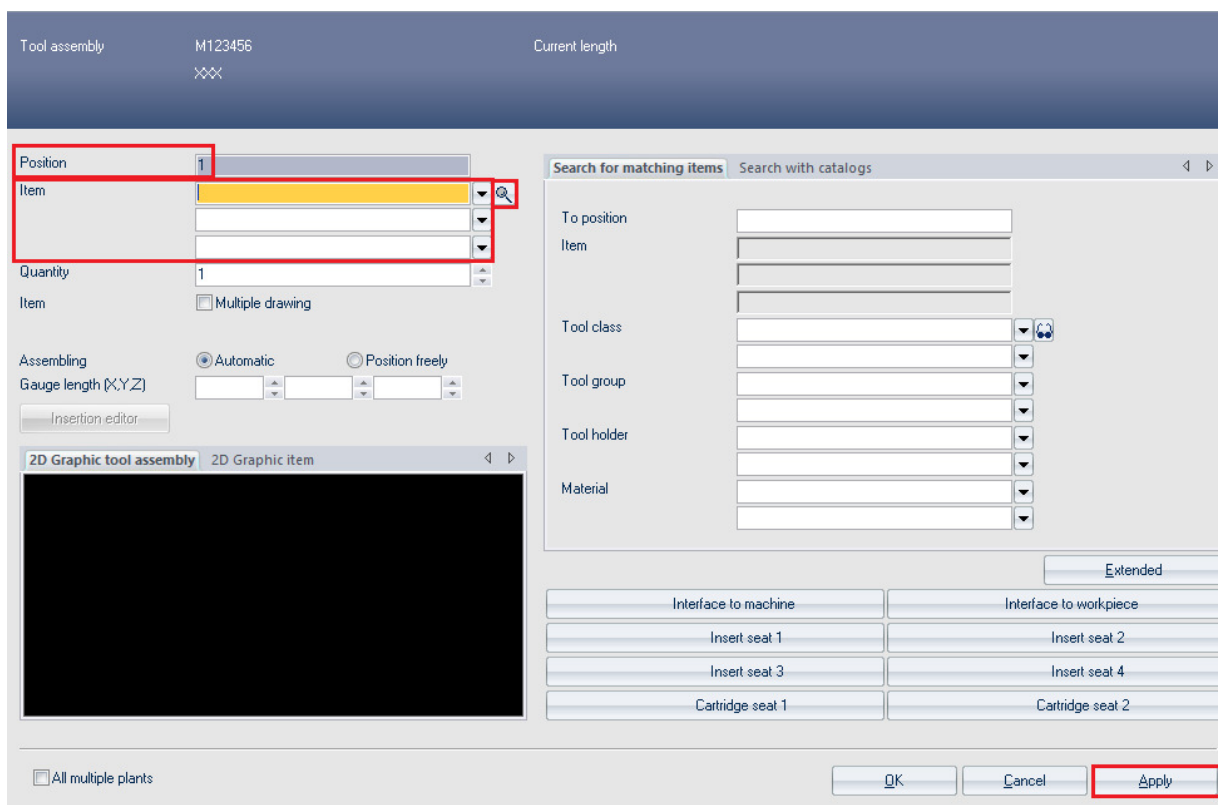 Tool assembly M123456 Current length
XXX
Position 1
Item
Quantity 1
Item Multiple drawing
Assembling Automatic Position freely
Gauge length (X,Y,Z)
Insertion editor
2D Graphic tool assembly 2D Graphic item
Search for matching items Search with catalogs
To position
Item
Tool class
Tool group
Tool holder
Material
Extended
Interface to machine Interface to workpiece
Insert seat 1 Insert seat 2
Insert seat 3 Insert seat 4
Cartridge seat 1 Cartridge seat 2
All multiple plants OK Cancel Apply